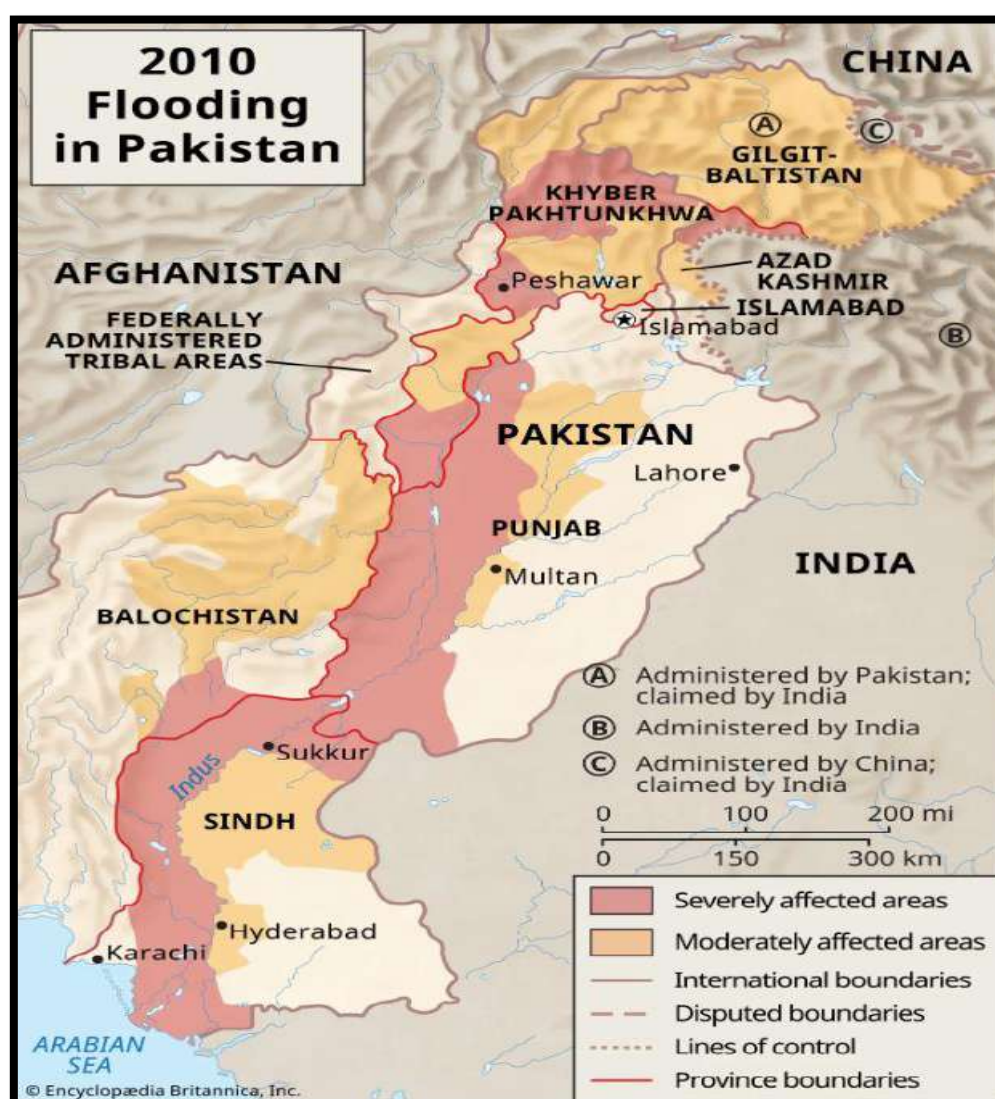 2010
Flooding
in Pakistan
CHINA
A
C
GILGIT-
BALTISTAN
KHYBER
PAKHTUNKHWA
AFGHANISTAN
AZAD
KASHMIR
Peshawar
ISLAMABAD
Islamabad
B
FEDERALLY
ADMINISTERED
TRIBAL AREAS
PAKISTAN
Lahore
PUNJAB
Multan
INDIA
BALOCHISTAN
Sukkur
Indus
SINDH
Hyderabad
Karachi
ARABIAN
SEA
A Administered by Pakistan;
claimed by India
B Administered by India
C Administered by China;
claimed by India
0 100 200 mi
0 150 300 km
Severely affected areas
Moderately affected areas
International boundaries
Disputed boundaries
Lines of control
Province boundaries
© Encyclopædia Britannica, Inc.